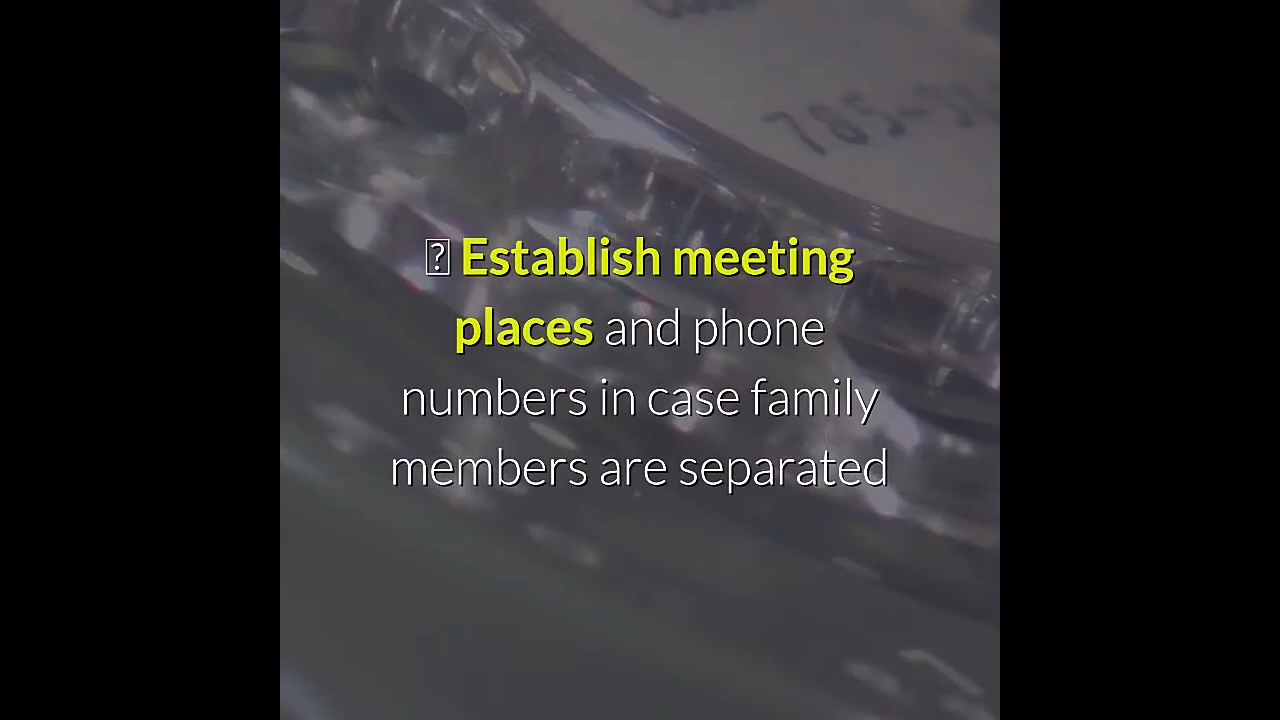 Establish meeting
places and phone
numbers in case family
members are separated